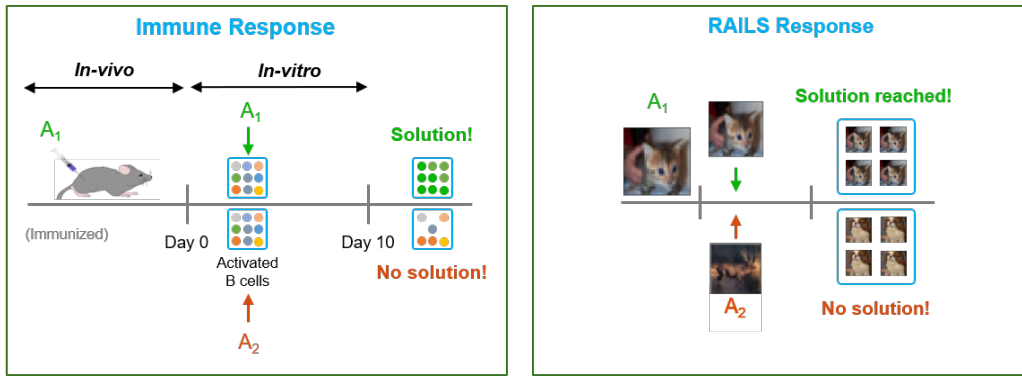 Immune Response
In-vivo
In-vitro
A1
A1
Solution!
(Immunized)
Day 0
Day 10
Activated
B cells
No solution!
A2
RAILS Response
A1
Solution reached!
A2
No solution!